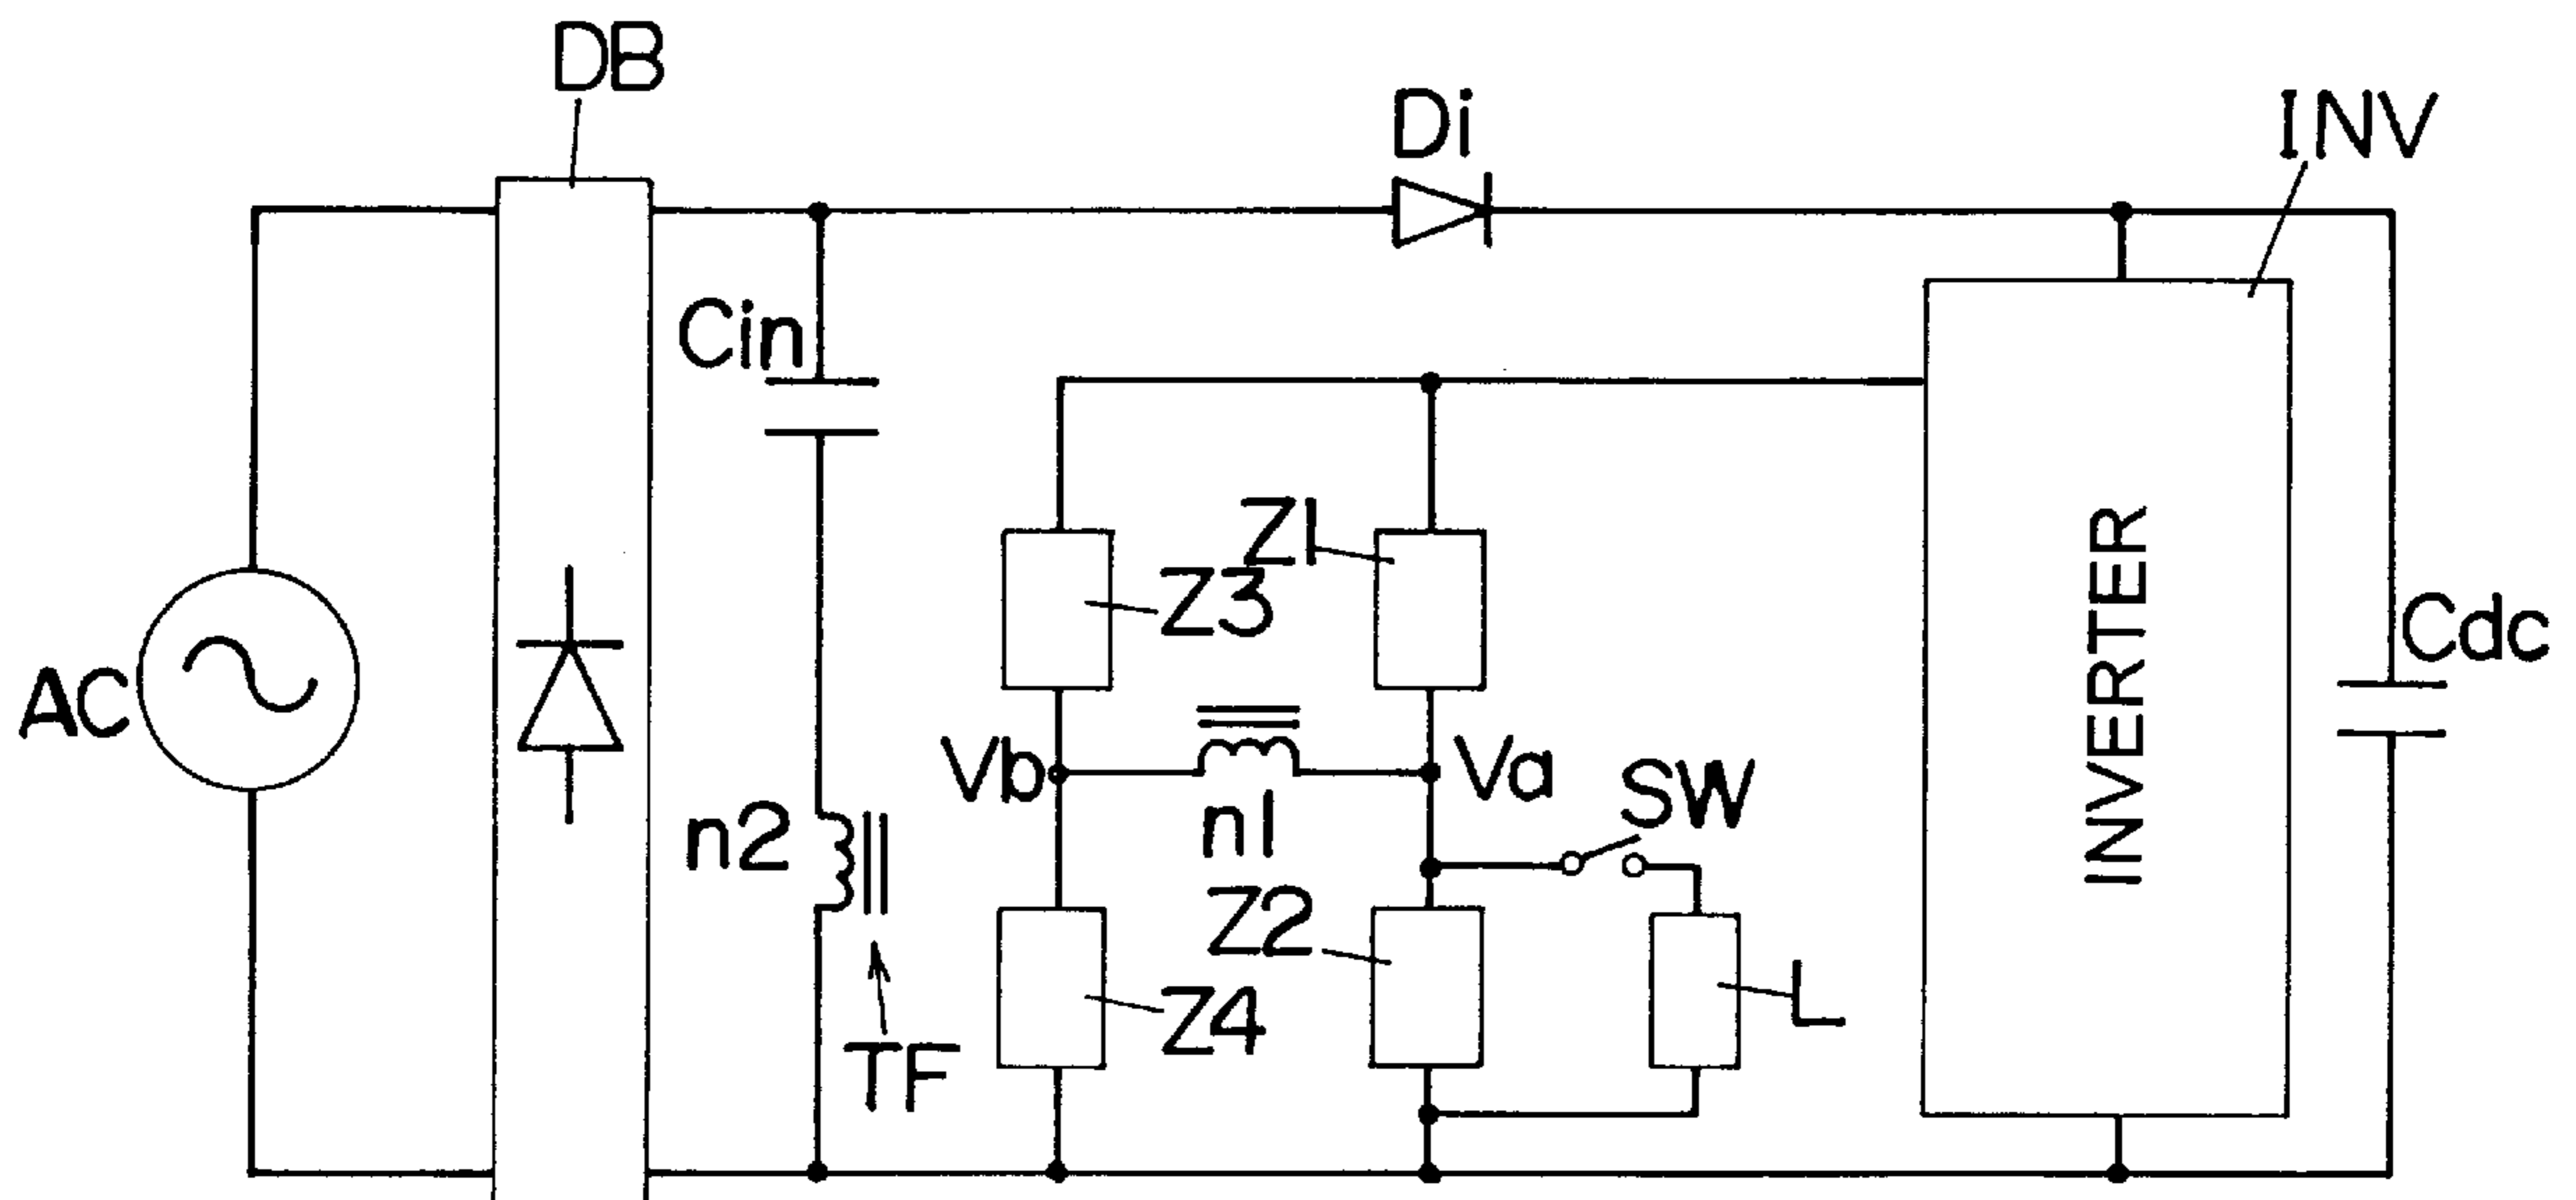 DB
Di
INV
Cin
Z1
Z3
INVERTER
Cdc
AC
Vb
Va
SW
n2
n1
Z2
Z4
L
TF